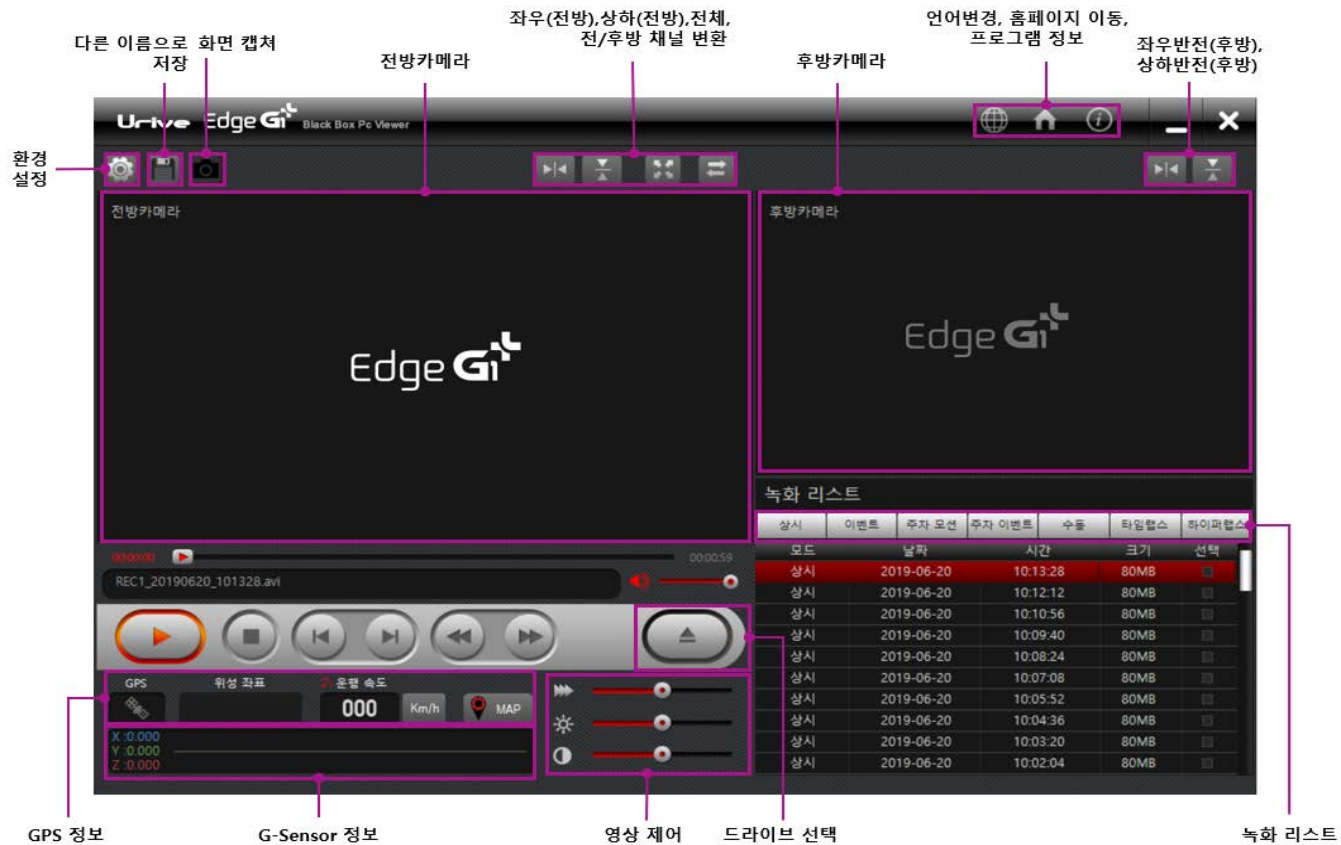 좌우(전방),상하(전방),전체,
전/후방 채널 변환
언어변경, 홈페이지 이동,
프로그램 정보
다른 이름으로
저장
화면 캡쳐
전방카메라
후방카메라
좌우반전(후방),
상하반전(후방)
Urive Edge Gi Black Box Pc Viewer
환경
설정
전방카메라
후방카메라
Edge Gi
Edge Gi
녹화 리스트
상시 이벤트 주차 모션 주차 이벤트 수동 타임랩스 하이퍼랩스
00:00:00 00:00:59
모드 날짜 시간 크기 선택
REC1_20190620_101328.avi
상시 2019-06-20 10:13:28 80MB
상시 2019-06-20 10:12:12 80MB
상시 2019-06-20 10:10:56 80MB
상시 2019-06-20 10:09:40 80MB
상시 2019-06-20 10:08:24 80MB
상시 2019-06-20 10:07:08 80MB
상시 2019-06-20 10:05:52 80MB
상시 2019-06-20 10:04:36 80MB
상시 2019-06-20 10:03:20 80MB
상시 2019-06-20 10:02:04 80MB
GPS 위성 좌표 운행 속도
000 Km/h MAP
X :0.000
Y :0.000
Z :0.000
GPS 정보
G-Sensor 정보
영상 제어
드라이브 선택
녹화 리스트